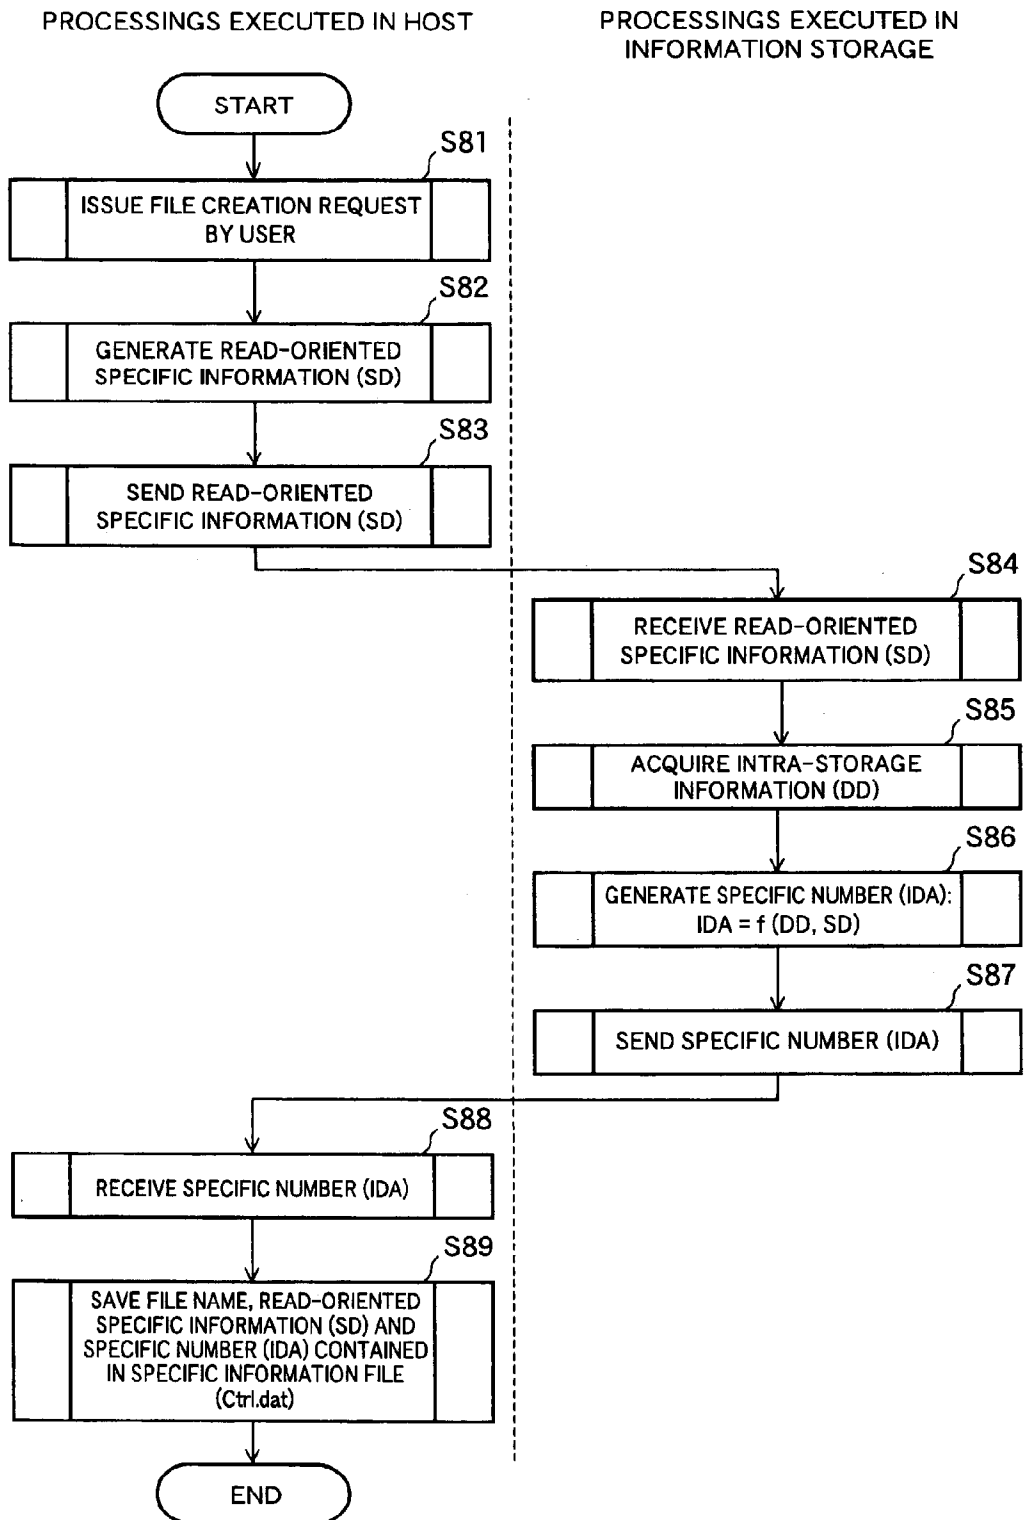 PROCESSINGS EXECUTED IN HOST
PROCESSINGS EXECUTED IN
INFORMATION STORAGE
START
S81
ISSUE FILE CREATION REQUEST
BY USER
S82
GENERATE READ-ORIENTED
SPECIFIC INFORMATION (SD)
S83
SEND READ-ORIENTED
SPECIFIC INFORMATION (SD)
S84
RECEIVE READ-ORIENTED
SPECIFIC INFORMATION (SD)
S85
ACQUIRE INTRA-STORAGE
INFORMATION (DD)
S86
GENERATE SPECIFIC NUMBER (IDA):
IDA = f (DD, SD)
S87
SEND SPECIFIC NUMBER (IDA)
S88
RECEIVE SPECIFIC NUMBER (IDA)
S89
SAVE FILE NAME, READ-ORIENTED
SPECIFIC INFORMATION (SD) AND
SPECIFIC NUMBER (IDA) CONTAINED
IN SPECIFIC INFORMATION FILE
(Ctrl.dat)
END